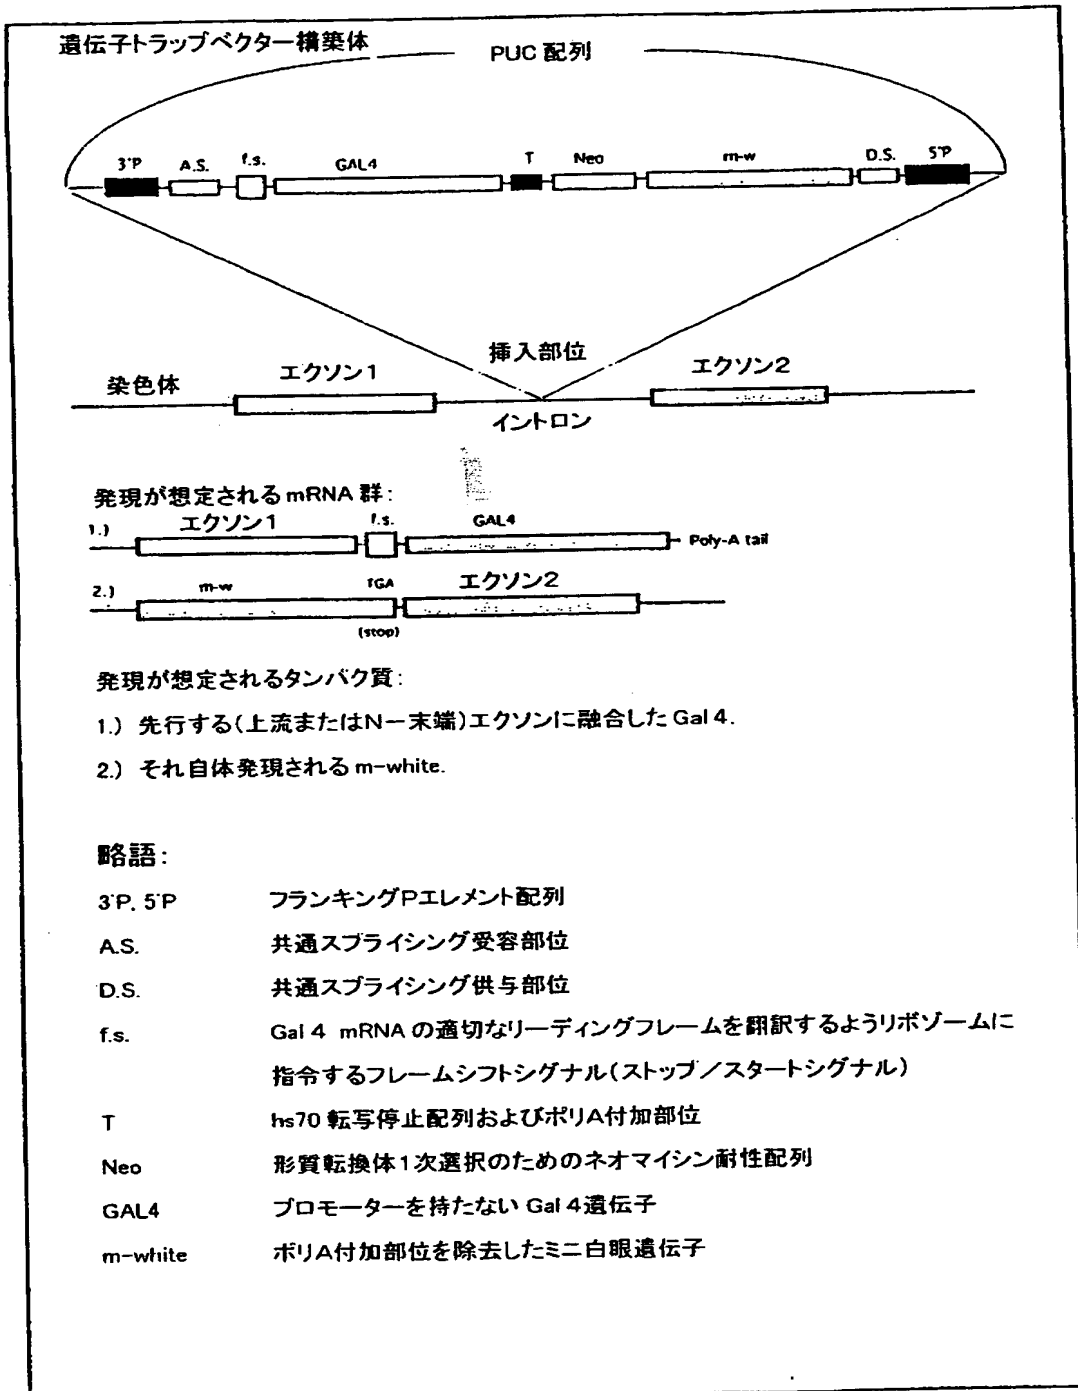 遺伝子トラップベクター構築体
PUC 配列
3'P A.S. f.s. GAL4 T Neo m-w D.S. 5'P
挿入部位
染色体 エクソン1 エクソン2
イントロン
発現が想定される mRNA 群:
1.) エクソン1 f.s. GAL4 Poly-A tail
2.) m-w TGA エクソン2
(stop)
発現が想定されるタンパク質:
1.) 先行する(上流またはN−末端)エクソンに融合した Gal 4.
2.) それ自体発現される m-white.
略語:
3'P, 5'P フランキングPエレメント配列
A.S. 共通スプライシング受容部位
D.S. 共通スプライシング供与部位
f.s. Gal 4 mRNA の適切なリーディングフレームを翻訳するようリボゾームに
指令するフレームシフトシグナル(ストップ/スタートシグナル)
T hs70 転写停止配列およびポリA付加部位
Neo 形質転換体1次選択のためのネオマイシン耐性配列
GAL4 プロモーターを持たない Gal 4遺伝子
m-white ポリA付加部位を除去したミニ白眼遺伝子